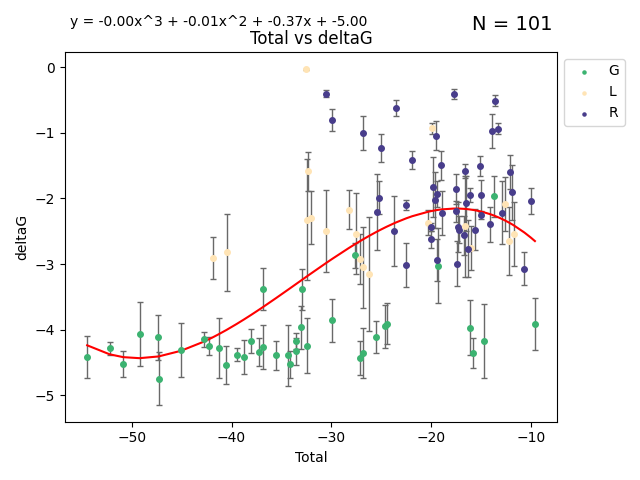 y = -0.00x^3 + -0.01x^2 + -0.37x + -5.00
N = 101
Total vs deltaG
G
L
R
deltaG
0
−1
−2
−3
−4
−5
−50
−40
−30
−20
−10
Total